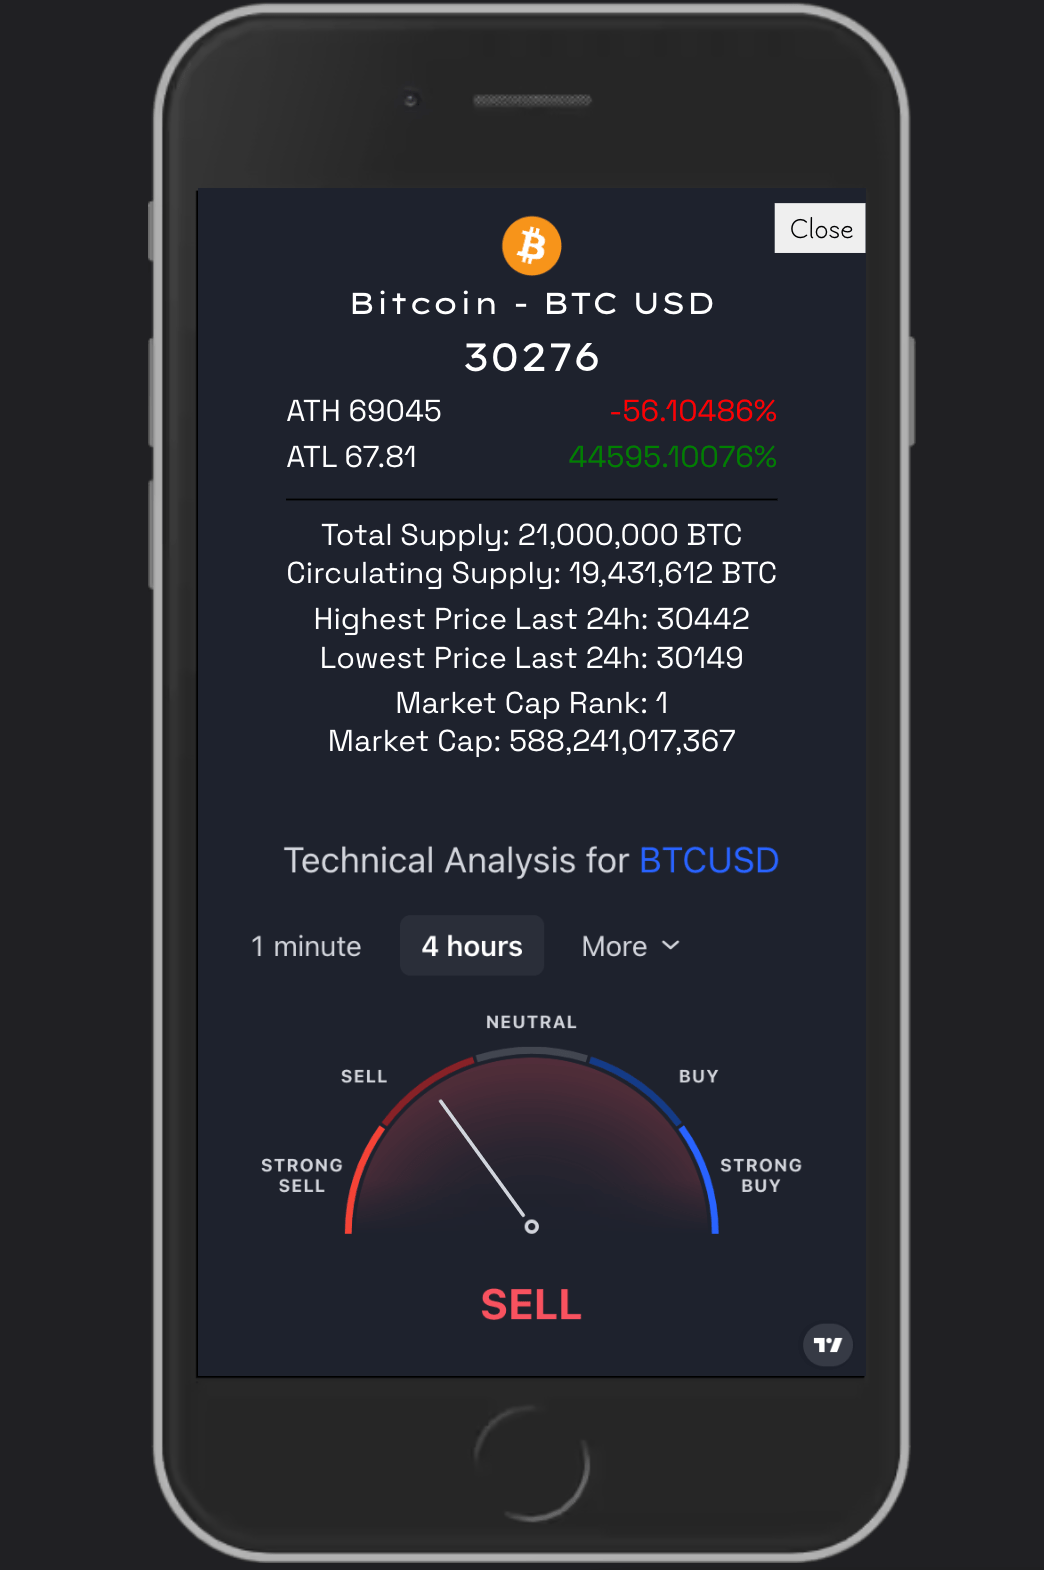 Close
Bitcoin - BTC USD
30276
ATH 69045 -56.10486%
ATL 67.81 44595.10076%
Total Supply: 21,000,000 BTC
Circulating Supply: 19,431,612 BTC
Highest Price Last 24h: 30442
Lowest Price Last 24h: 30149
Market Cap Rank: 1
Market Cap: 588,241,017,367
Technical Analysis for BTCUSD
1 minute 4 hours More
NEUTRAL
SELL BUY
STRONG SELL
STRONG BUY
SELL